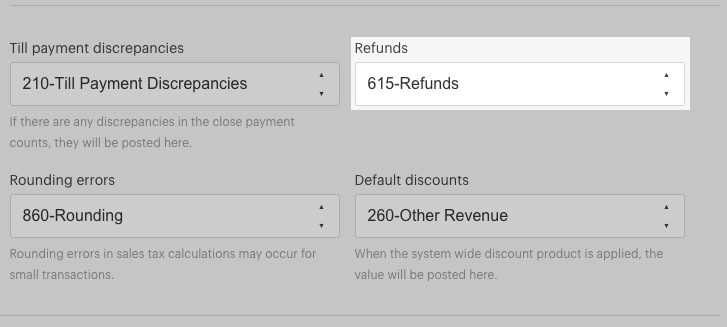 Till payment discrepancies
Refunds
210-Till Payment Discrepancies
615-Refunds
If there are any discrepancies in the close payment
counts, they will be posted here.
Rounding errors
Default discounts
860-Rounding
260-Other Revenue
Rounding errors in sales tax calculations may occur for
small transactions.
When the system wide discount product is applied, the
value will be posted here.